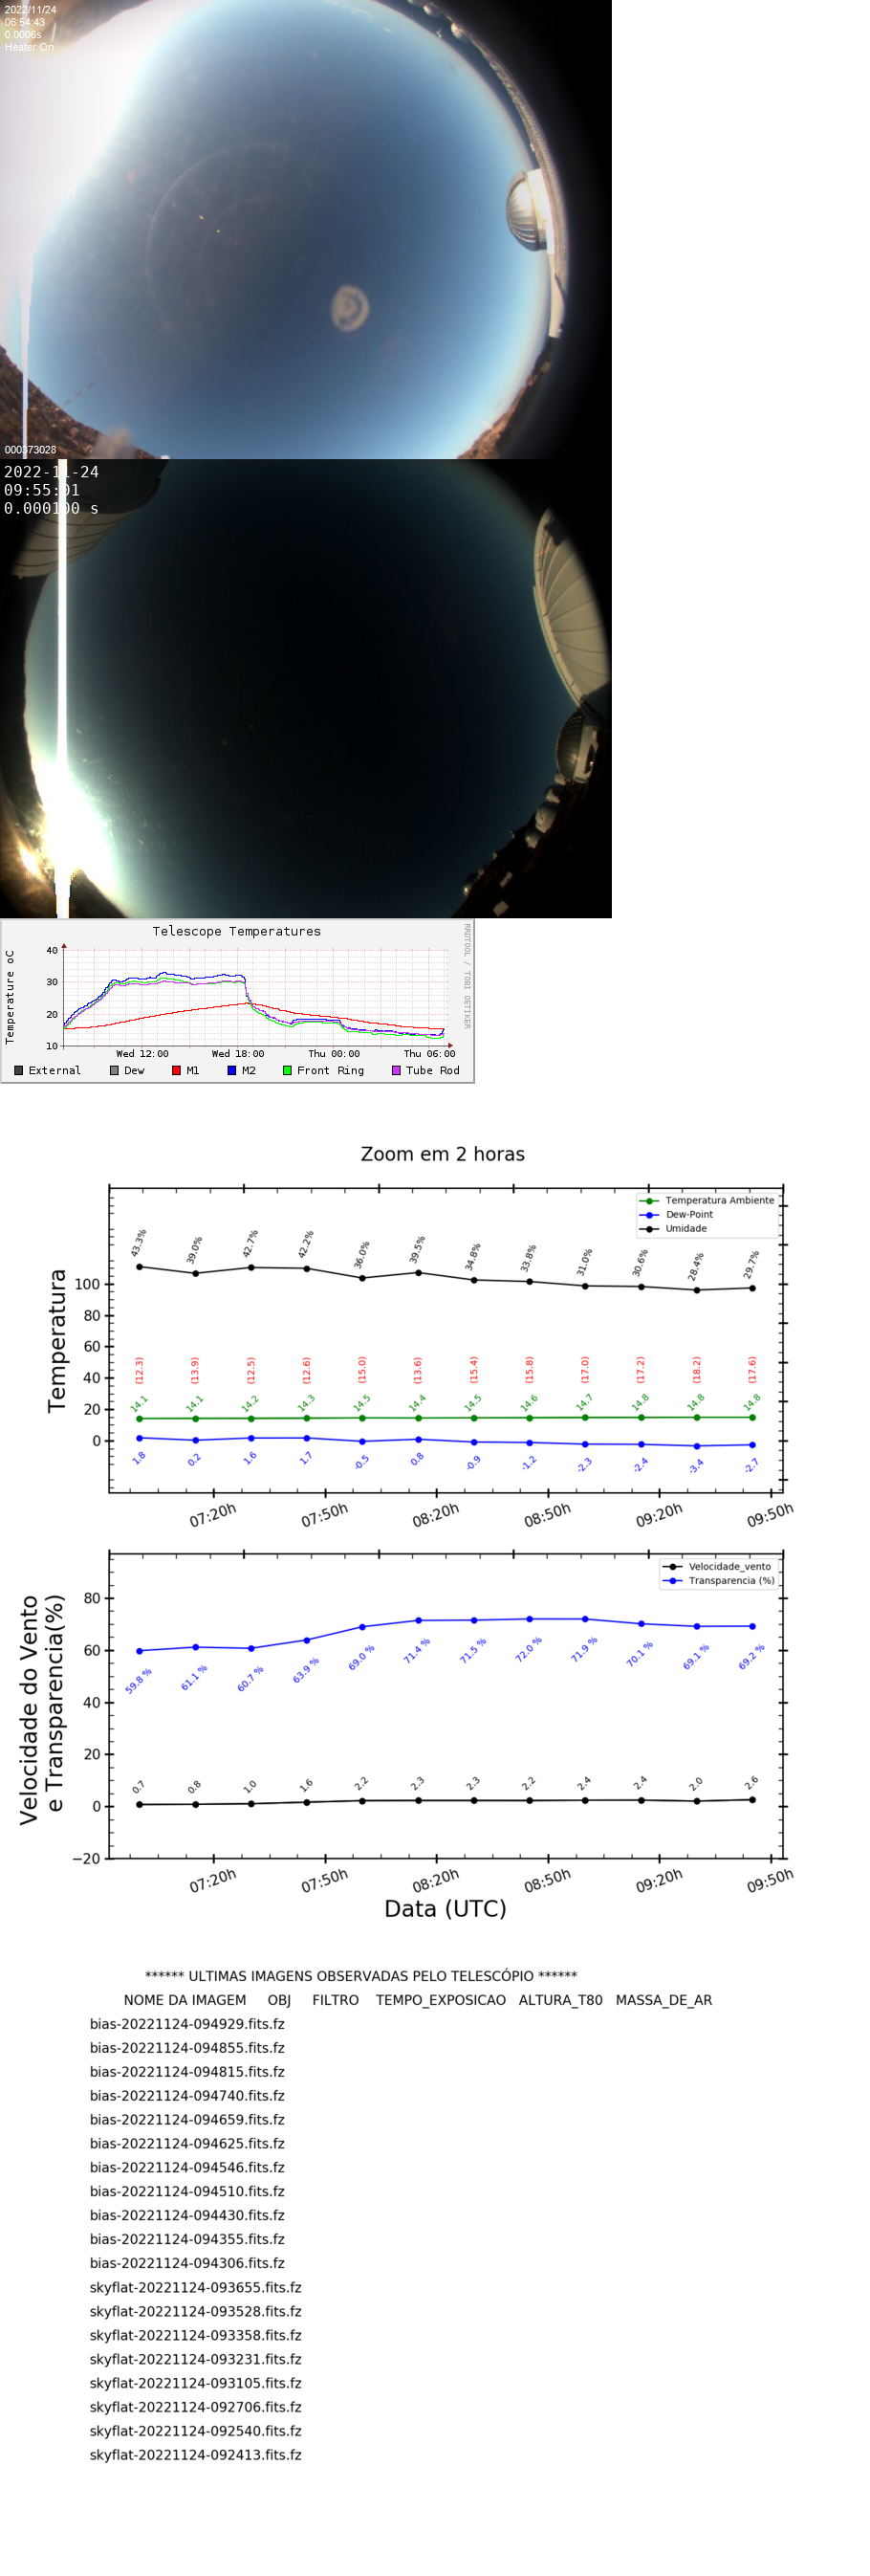 2022/11/24
06:54:43
0.0006s
Heater On
000373028
2022-11-24
09:55:01
0.000100 s
Telescope Temperatures
RRDTOOL / TOBI OETIKER
Temperature oC
40
30
20
10
Wed 12:00 Wed 18:00 Thu 00:00 Thu 06:00
External Dew M1 M2 Front Ring Tube Rod
Zoom em 2 horas
Temperatura Ambiente
Dew-Point
Umidade
Temperatura
43.3% 39.0% 42.7% 42.2% 36.0% 39.5% 34.8% 33.8% 31.0% 30.6% 28.4% 29.7%
100
80
60
40
20
0
(12.3) (13.9) (12.5) (12.6) (15.0) (13.6) (15.4) (15.8) (17.0) (17.2) (18.2) (17.6)
14.1 14.1 14.2 14.3 14.5 14.4 14.5 14.6 14.7 14.8 14.8 14.8
1.8 0.2 1.6 1.7 -0.5 0.8 -0.9 -1.2 -2.3 -2.4 -3.4 -2.7
07:20h 07:50h 08:20h 08:50h 09:20h 09:50h
Velocidade_vento
Transparencia (%)
Velocidade do Vento
e Transparencia(%)
80
60
40
20
0
−20
59.8 % 61.1 % 60.7 % 63.9 % 69.0 % 71.4 % 71.5 % 72.0 % 71.9 % 70.1 % 69.1 % 69.2 %
0.7 0.8 1.0 1.6 2.2 2.3 2.3 2.2 2.4 2.4 2.0 2.6
07:20h 07:50h 08:20h 08:50h 09:20h 09:50h
Data (UTC)
****** ULTIMAS IMAGENS OBSERVADAS PELO TELESCÓPIO ******
NOME DA IMAGEM OBJ FILTRO TEMPO_EXPOSICAO ALTURA_T80 MASSA_DE_AR
bias-20221124-094929.fits.fz
bias-20221124-094855.fits.fz
bias-20221124-094815.fits.fz
bias-20221124-094740.fits.fz
bias-20221124-094659.fits.fz
bias-20221124-094625.fits.fz
bias-20221124-094546.fits.fz
bias-20221124-094510.fits.fz
bias-20221124-094430.fits.fz
bias-20221124-094355.fits.fz
bias-20221124-094306.fits.fz
skyflat-20221124-093655.fits.fz
skyflat-20221124-093528.fits.fz
skyflat-20221124-093358.fits.fz
skyflat-20221124-093231.fits.fz
skyflat-20221124-093105.fits.fz
skyflat-20221124-092706.fits.fz
skyflat-20221124-092540.fits.fz
skyflat-20221124-092413.fits.fz